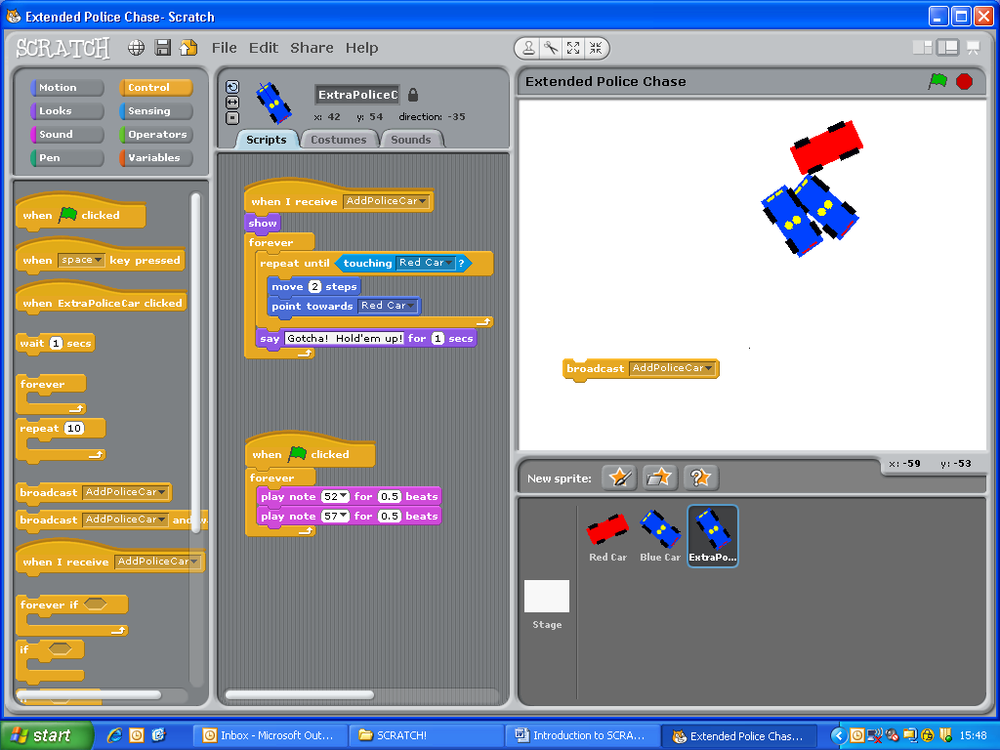 Extended Police Chase- Scratch
SCRATCH File Edit Share Help
Motion Control
Looks Sensing
Sound Operators
Pen Variables
when clicked
when space key pressed
when ExtraPoliceCar clicked
wait 1 secs
forever
repeat 10
broadcast AddPoliceCar
broadcast AddPoliceCar and w
when I receive AddPoliceCar
forever if
if
ExtraPoliceC
x: 42 y: 54 direction: -35
Scripts Costumes Sounds
when I receive AddPoliceCar
show
forever
repeat until touching Red Car ?
move 2 steps
point towards Red Car
say Gotcha! Hold'em up! for 1 secs
when clicked
forever
play note 52 for 0.5 beats
play note 57 for 0.5 beats
Extended Police Chase
broadcast AddPoliceCar
x: -59 y: -53
New sprite:
Red Car Blue Car ExtraPo...
Stage
start Inbox - Microsoft Out... SCRATCH! Introduction to SCRA... Extended Police Chas... 15:48